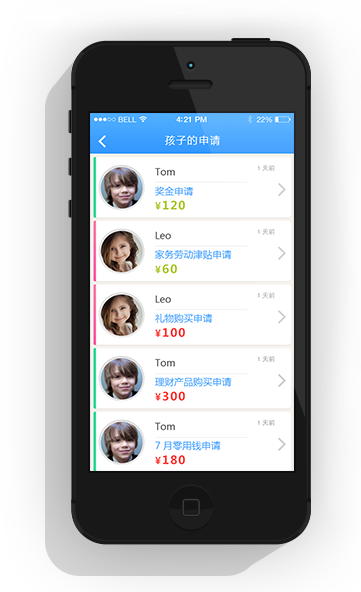 BELL 4:21 PM 22%
孩子的申请
Tom 1 天前
奖金申请
¥120
Leo 1 天前
家务劳动津贴申请
¥60
Leo 1 天前
礼物购买申请
¥100
Tom 1 天前
理财产品购买申请
¥300
Tom 1 天前
7 月零用钱申请
¥180